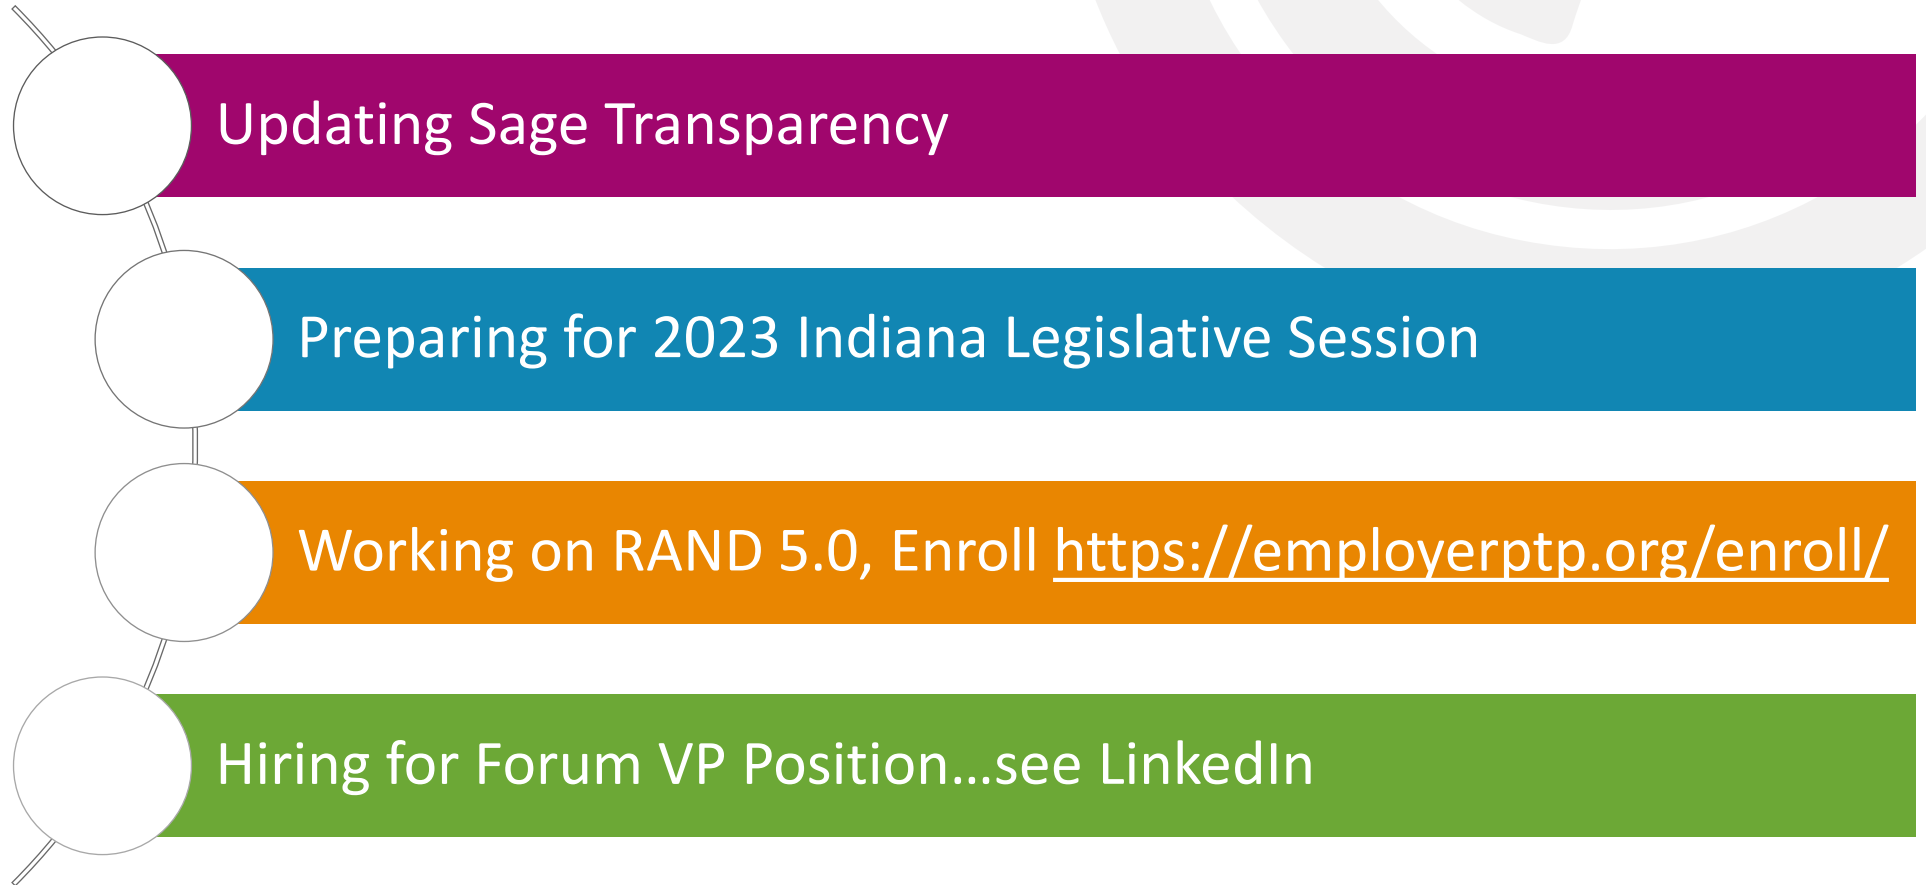 Updating Sage Transparency
Preparing for 2023 Indiana Legislative Session
Working on RAND 5.0, Enroll https://employerptp.org/enroll/
Hiring for Forum VP Position…see LinkedIn